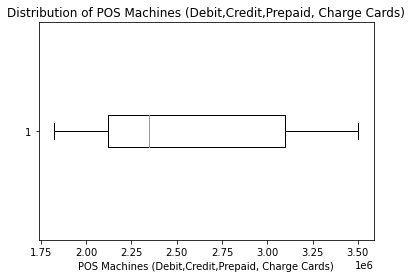 Distribution of POS Machines (Debit,Credit,Prepaid, Charge Cards)
1
1.75 2.00 2.25 2.50 2.75 3.00 3.25 3.50
1e6
POS Machines (Debit,Credit,Prepaid, Charge Cards)